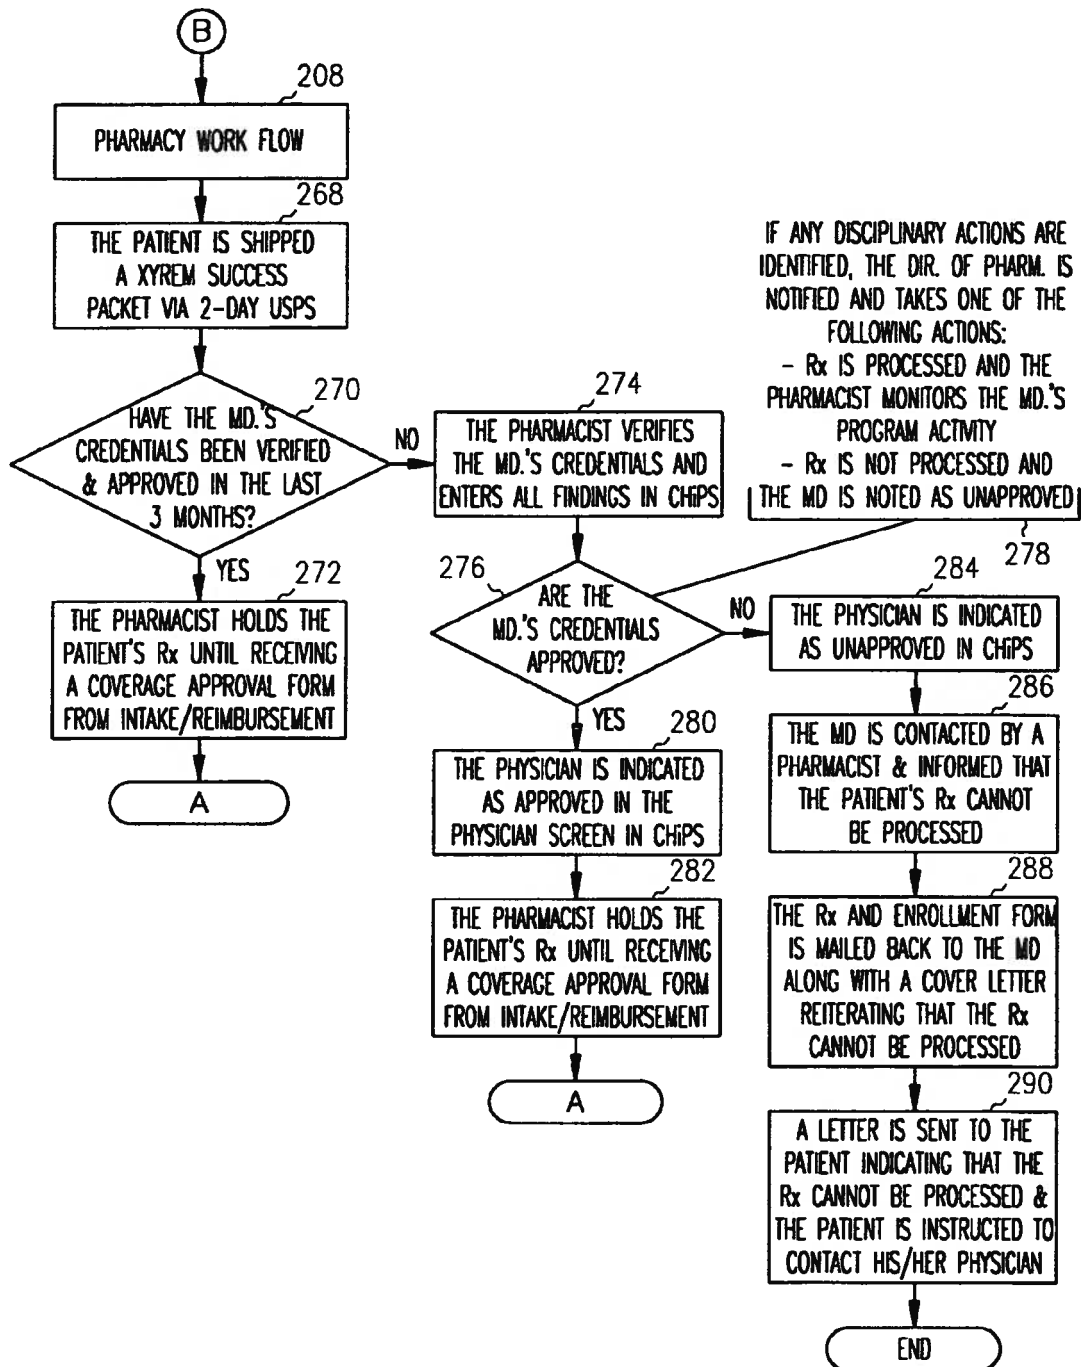 B
208
PHARMACY WORK FLOW
268
THE PATIENT IS SHIPPED
A XYREM SUCCESS
PACKET VIA 2-DAY USPS
270
HAVE THE MD.'S
CREDENTIALS BEEN VERIFIED
& APPROVED IN THE LAST
3 MONTHS?
NO
YES
272
THE PHARMACIST HOLDS THE
PATIENT'S Rx UNTIL RECEIVING
A COVERAGE APPROVAL FORM
FROM INTAKE/REIMBURSEMENT
A
274
THE PHARMACIST VERIFIES
THE MD.'S CREDENTIALS AND
ENTERS ALL FINDINGS IN CHiPS
276
ARE THE
MD.'S CREDENTIALS
APPROVED?
NO
YES
IF ANY DISCIPLINARY ACTIONS ARE
IDENTIFIED, THE DIR. OF PHARM. IS
NOTIFIED AND TAKES ONE OF THE
FOLLOWING ACTIONS:
- Rx IS PROCESSED AND THE
PHARMACIST MONITORS THE MD.'S
PROGRAM ACTIVITY
- Rx IS NOT PROCESSED AND
THE MD IS NOTED AS UNAPPROVED
278
280
THE PHYSICIAN IS INDICATED
AS APPROVED IN THE
PHYSICIAN SCREEN IN CHiPS
282
THE PHARMACIST HOLDS THE
PATIENT'S Rx UNTIL RECEIVING
A COVERAGE APPROVAL FORM
FROM INTAKE/REIMBURSEMENT
A
284
THE PHYSICIAN IS INDICATED
AS UNAPPROVED IN CHiPS
286
THE MD IS CONTACTED BY A
PHARMACIST & INFORMED THAT
THE PATIENT'S Rx CANNOT
BE PROCESSED
288
THE Rx AND ENROLLMENT FORM
IS MAILED BACK TO THE MD
ALONG WITH A COVER LETTER
REITERATING THAT THE Rx
CANNOT BE PROCESSED
290
A LETTER IS SENT TO THE
PATIENT INDICATING THAT THE
Rx CANNOT BE PROCESSED &
THE PATIENT IS INSTRUCTED TO
CONTACT HIS/HER PHYSICIAN
END